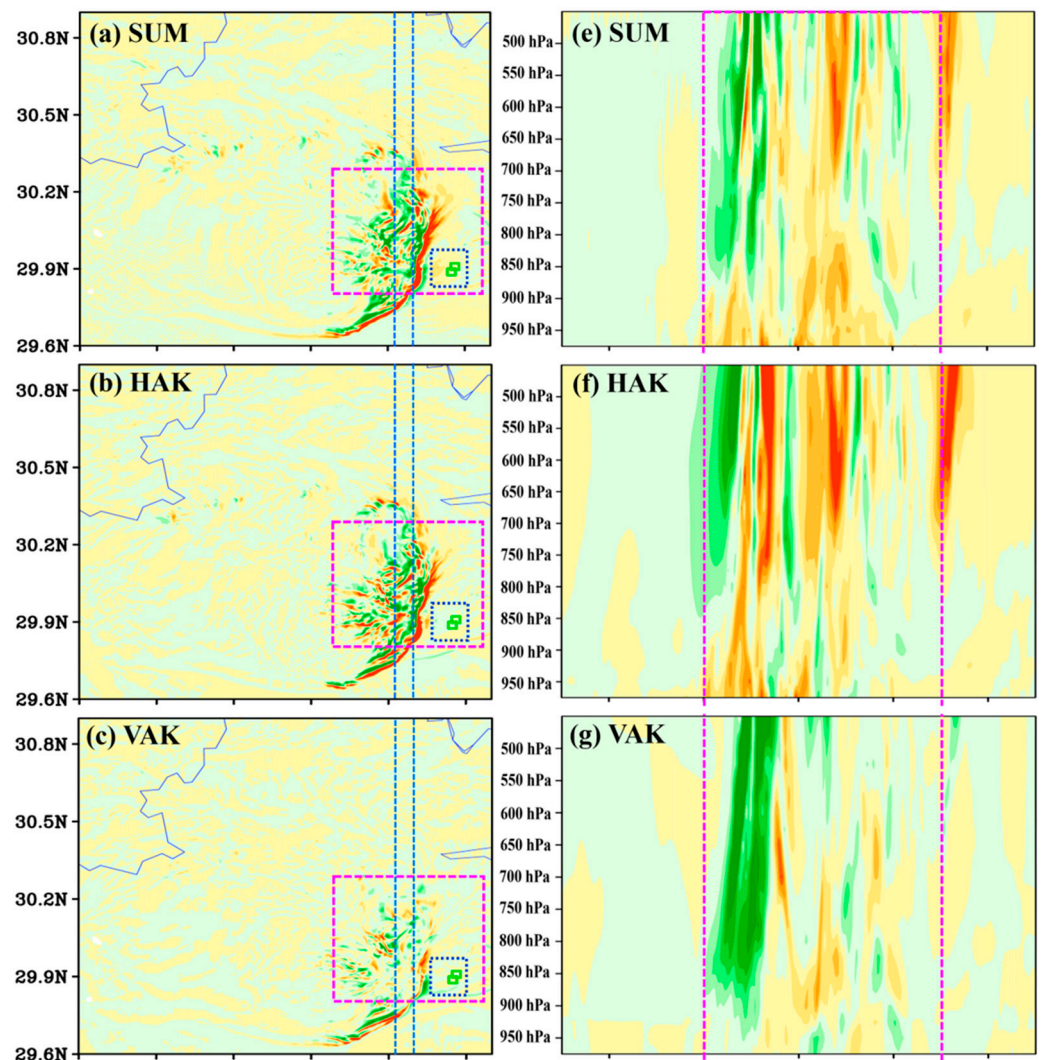 (a) SUM
30.8N
30.5N
30.2N
29.9N
29.6N
(e) SUM
500 hPa
550 hPa
600 hPa
650 hPa
700 hPa
750 hPa
800 hPa
850 hPa
900 hPa
950 hPa
(b) HAK
30.8N
30.5N
30.2N
29.9N
29.6N
(f) HAK
500 hPa
550 hPa
600 hPa
650 hPa
700 hPa
750 hPa
800 hPa
850 hPa
900 hPa
950 hPa
(c) VAK
30.8N
30.5N
30.2N
29.9N
29.6N
(g) VAK
500 hPa
550 hPa
600 hPa
650 hPa
700 hPa
750 hPa
800 hPa
850 hPa
900 hPa
950 hPa